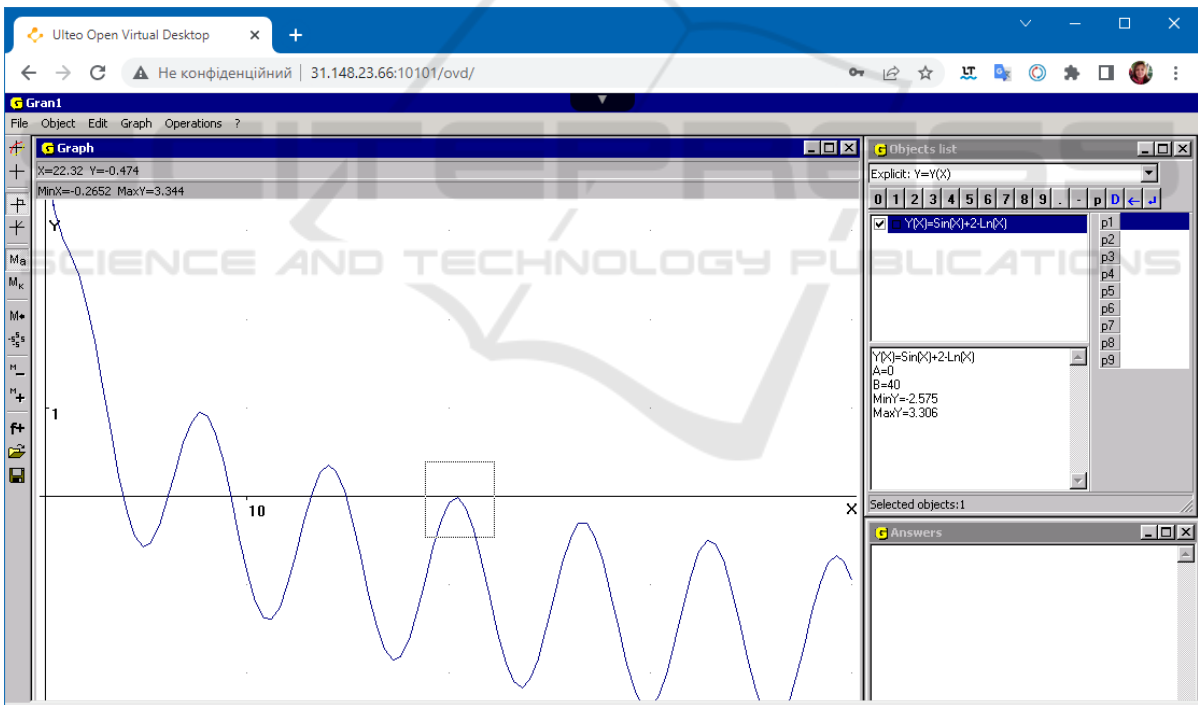 Ulteo Open Virtual Desktop
Не конфіденційний | 31.148.23.66:10101/ovd/
Gran1
File Object Edit Graph Operations ?
Graph
X=22.32 Y=-0.474
MinX=-0.2652 MaxY=3.344
Y
1
10
X
Ma
Mк
M
M
M
f+
Objects list
Explicit: Y=Y(X)
0 1 2 3 4 5 6 7 8 9 . - p D
Y(X)=Sin(X)+2-Ln(X)
p1
p2
p3
p4
p5
p6
p7
p8
p9
Y(X)=Sin(X)+2-Ln(X)
A=0
B=40
MinY=-2.575
MaxY=3.306
Selected objects:1
Answers
SCITEPRESS
SCIENCE AND TECHNOLOGY PUBLICATIONS